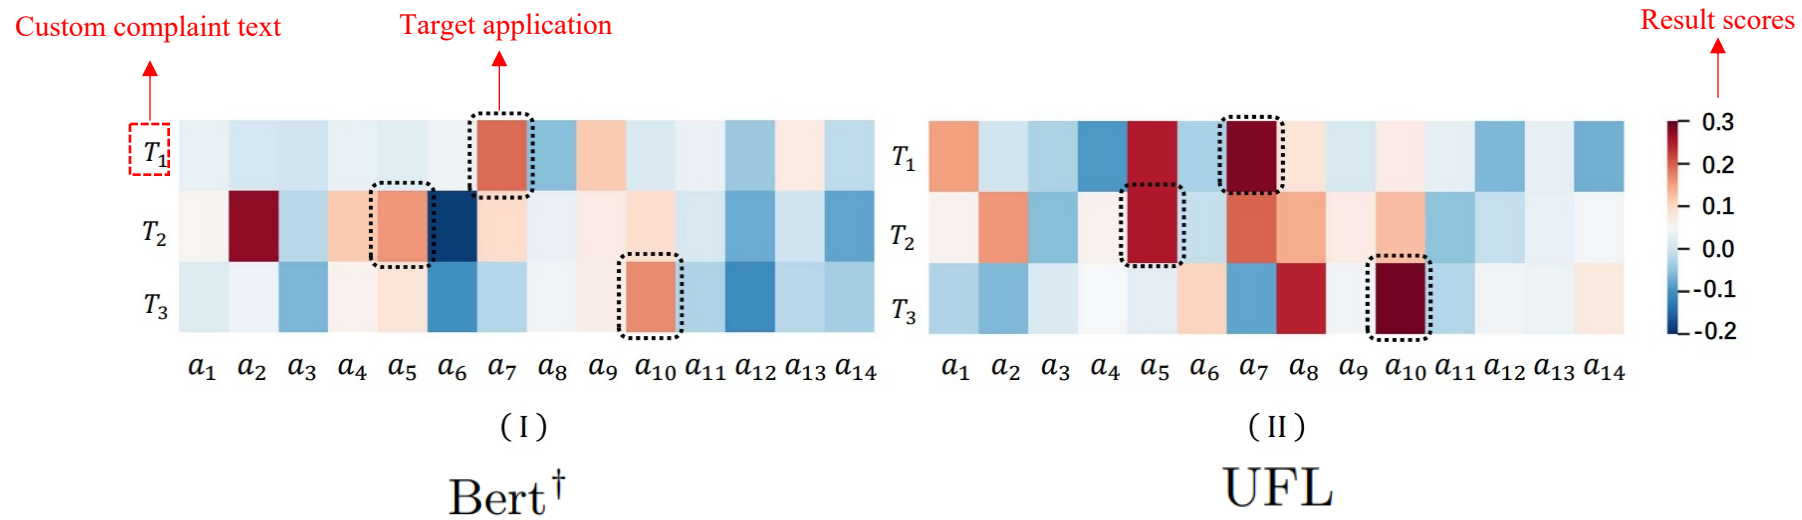 Custom complaint text
Target application
Result scores
T₁
T₂
T₃
a₁ a₂ a₃ a₄ a₅ a₆ a₇ a₈ a₉ a₁₀ a₁₁ a₁₂ a₁₃ a₁₄
( I )
Bert†
T₁
T₂
T₃
a₁ a₂ a₃ a₄ a₅ a₆ a₇ a₈ a₉ a₁₀ a₁₁ a₁₂ a₁₃ a₁₄
( II )
UFL
0.3
0.2
0.1
0.0
-0.1
-0.2